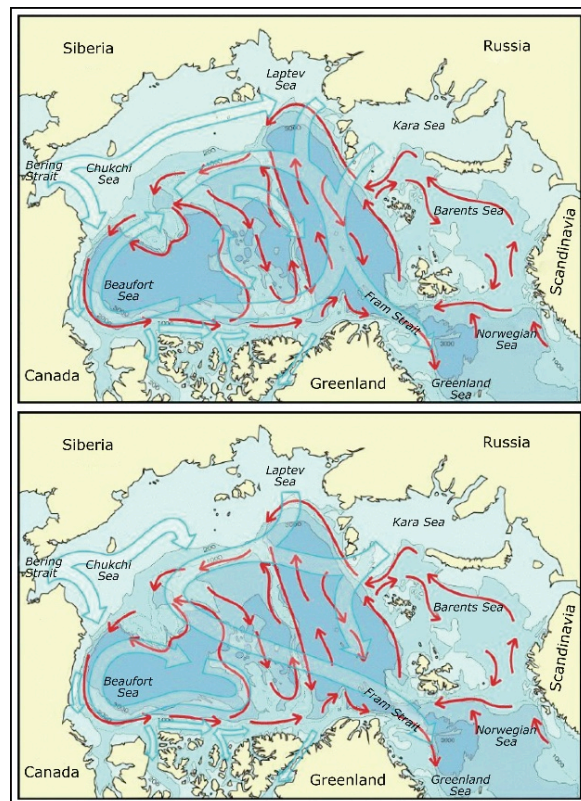 Siberia
Russia
Laptev
Sea
Kara Sea
Bering
Strait
Chukchi
Sea
Barents Sea
Scandinavia
Beaufort
Sea
Fram Strait
Norwegian
Sea
Canada
Greenland
Greenland
Sea
Siberia
Russia
Laptev
Sea
Kara Sea
Bering
Strait
Chukchi
Sea
Barents Sea
Scandinavia
Beaufort
Sea
Fram Strait
Norwegian
Sea
Canada
Greenland
Greenland
Sea